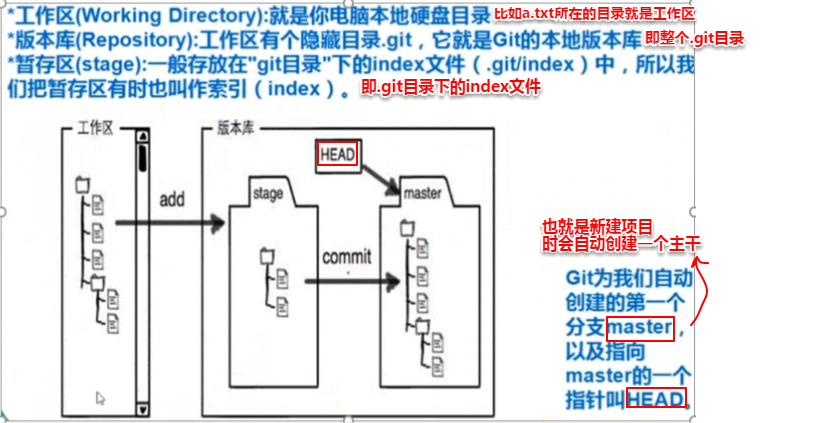 *工作区(Working Directory):就是你电脑本地硬盘目录 比如a.txt所在的目录就是工作区
*版本库(Repository):工作区有个隐藏目录.git，它就是Git的本地版本库 即整个.git目录
*暂存区(stage):一般存放在"git目录"下的index文件（.git/index）中，所以我
们把暂存区有时也叫作索引（index）。 即.git目录下的index文件
工作区
版本库
HEAD
stage
master
add
commit
也就是新建项目
时会自动创建一个主干
Git为我们自动
创建的第一个
分支master，
以及指向
master的一个
指针叫HEAD。